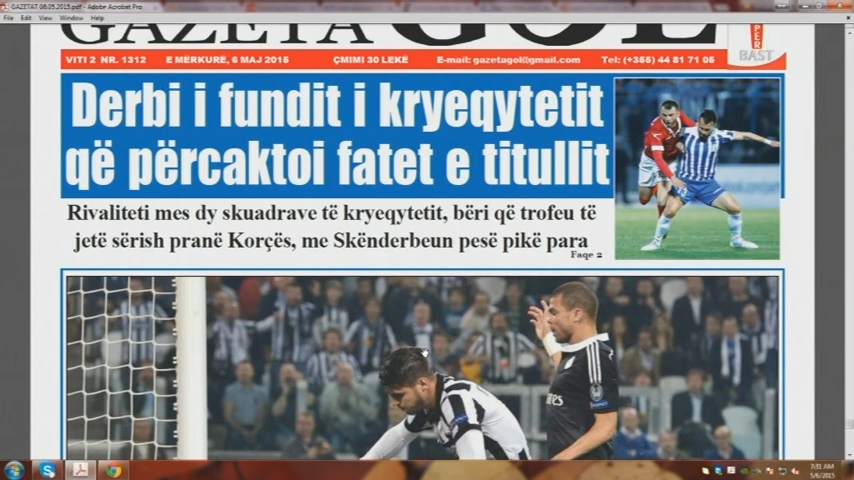 GAZETAT 06.05.2015.pdf - Adobe Acrobat Pro
File Edit View Window Help
GAZETA GOL
SUPER
BAST
VITI 2 NR. 1312 E MËRKURË, 6 MAJ 2015 ÇMIMI 30 LEKË E-mail: gazetagol@gmail.com Tel: (+355) 44 81 71 05
Derbi i fundit i kryeqytetit
që përcaktoi fatet e titullit
Rivaliteti mes dy skuadrave të kryeqytetit, bëri që trofeu të
jetë sërish pranë Korçës, me Skënderbeun pesë pikë para
Faqe 2
7:51 AM
5/6/2015